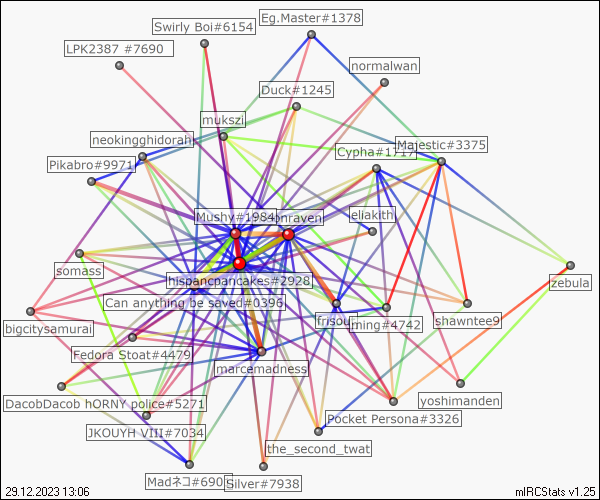 Eg.Master#1378
Swirly Boi#6154
LPK2387 #7690
normalwan
Duck#1245
mukszi
neokingghidorah
Majestic#3375
Cypha#1717
Pikabro#9971
Mushy#1984
onraven
eliakith
somass
hispancpancakes#2928
zebula
Can anything be saved#0396
bigcitysamurai
frisou
ming#4742
shawntee9
Fedora Stoat#4479
marcemadness
DacobDacob hORNY police#5271
yoshimanden
Pocket Persona#3326
JKOUYH VIII#7034
the_second_twat
Madネコ#690
Silver#7938
29.12.2023 13:06
mIRCStats v1.25